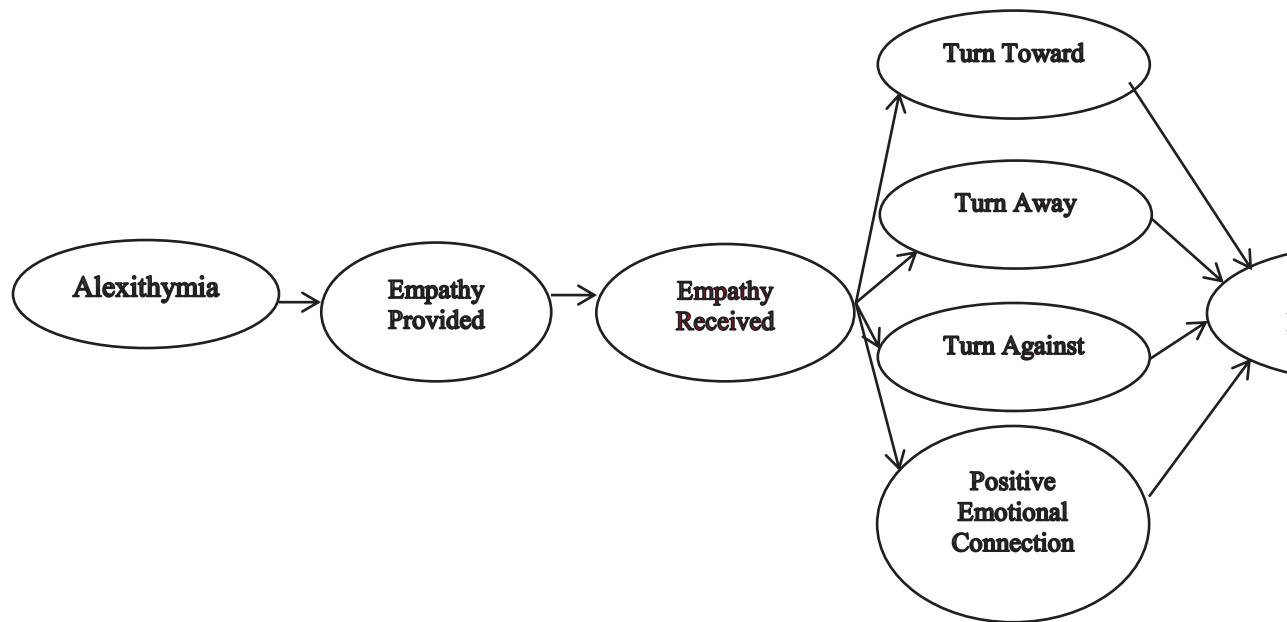 Turn Toward
Turn Away
Alexithymia
Empathy
Provided
Empathy
Received
Turn Against
Positive
Emotional
Connection